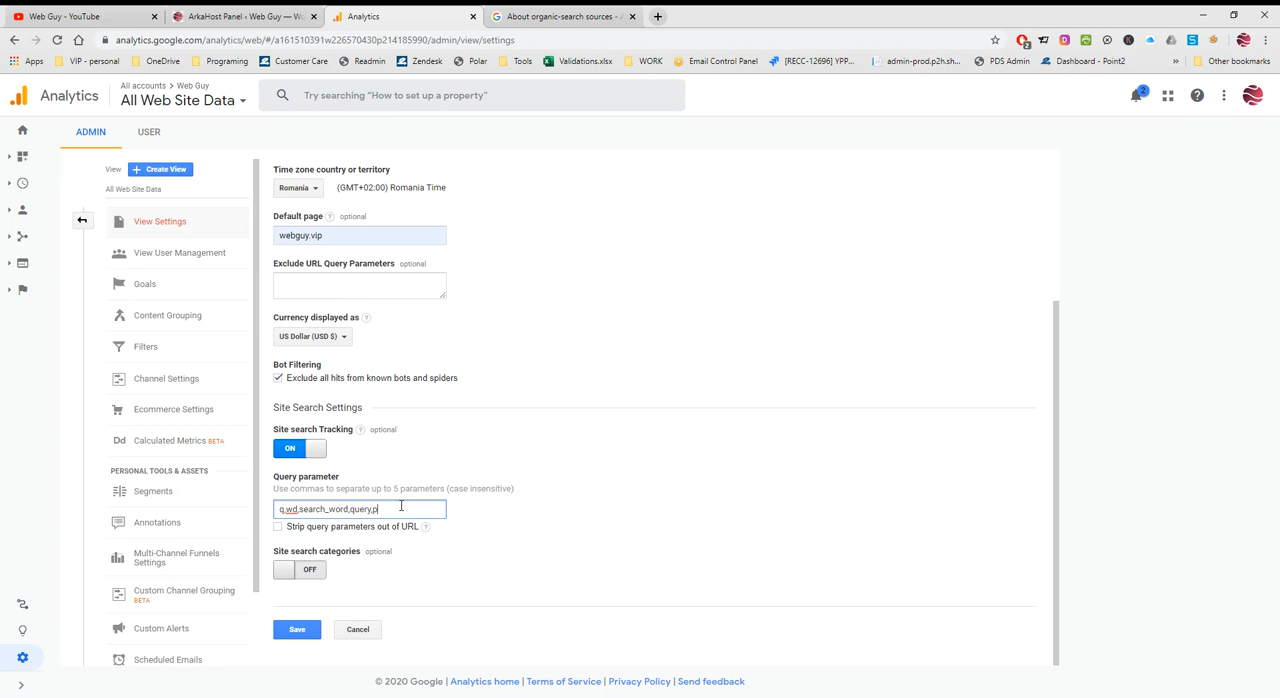 Web Guy - YouTube
ArkaHost Panel ‹ Web Guy — Wo
Analytics
About organic-search sources - A
analytics.google.com/analytics/web/#/a161510391w226570430p214185990/admin/view/settings
Apps VIP - personal OneDrive Programing Customer Care Readmin Zendesk Polar Tools Validations.xlsx WORK Email Control Panel [RECC-12696] YPP... admin-prod.p2h.sh... PDS Admin Dashboard - Point2 » Other bookmarks
Analytics
All accounts > Web Guy
All Web Site Data
Try searching "How to set up a property"
2
ADMIN USER
View + Create View
All Web Site Data
View Settings
View User Management
Goals
Content Grouping
Filters
Channel Settings
Ecommerce Settings
Dd Calculated Metrics BETA
PERSONAL TOOLS & ASSETS
Segments
Annotations
Multi-Channel Funnels
Settings
Custom Channel Grouping
BETA
Custom Alerts
Scheduled Emails
Time zone country or territory
Romania (GMT+02:00) Romania Time
Default page ? optional
webguy.vip
Exclude URL Query Parameters optional
Currency displayed as ?
US Dollar (USD $)
Bot Filtering
Exclude all hits from known bots and spiders
Site Search Settings
Site search Tracking ? optional
ON
Query parameter
Use commas to separate up to 5 parameters (case insensitive)
q,wd,search_word,query,p
Strip query parameters out of URL ?
Site search categories optional
OFF
Save Cancel
© 2020 Google | Analytics home | Terms of Service | Privacy Policy | Send feedback